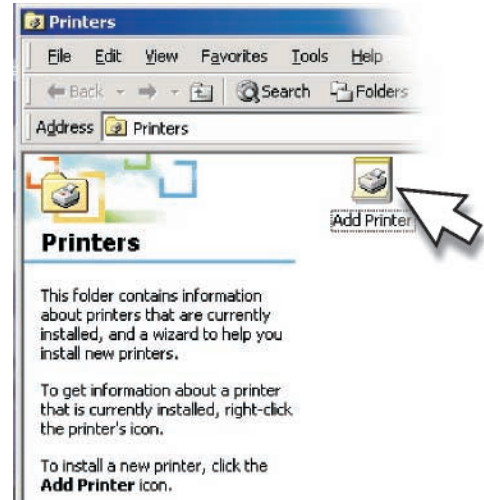 Printers
File Edit View Favorites Tools Help
Back Search Folders
Address Printers
Add Printer
Printers
This folder contains information
about printers that are currently
installed, and a wizard to help you
install new printers.
To get information about a printer
that is currently installed, right-click
the printer's icon.
To install a new printer, click the
Add Printer icon.